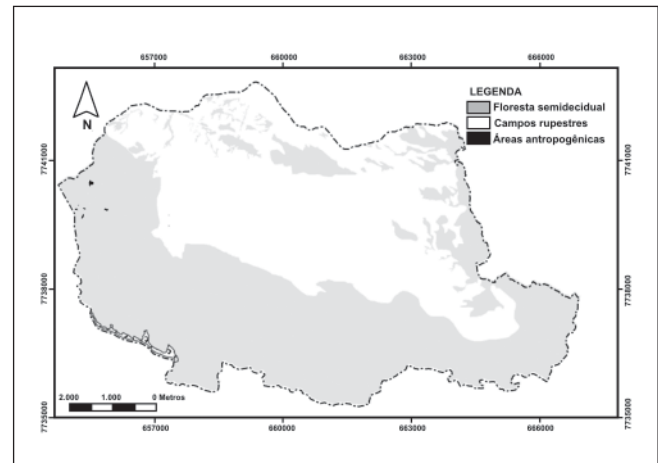 657000 660000 663000 666000
LEGENDA
Floresta semidecidual
Campos rupestres
Áreas antropogênicas
N
7741000 7741000
7738000 7738000
2.000 1.000 0 Metros
7735000 7735000
657000 660000 663000 666000